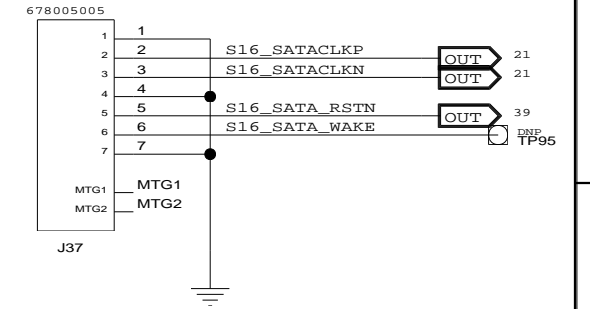 678005005
1 1
2 2 S16_SATACLKP OUT 21
3 3 S16_SATACLKN OUT 21
4 4
5 5 S16_SATA_RSTN OUT 39
6 6 S16_SATA_WAKE DNP TP95
7 7
MTG1 MTG1
MTG2 MTG2
J37